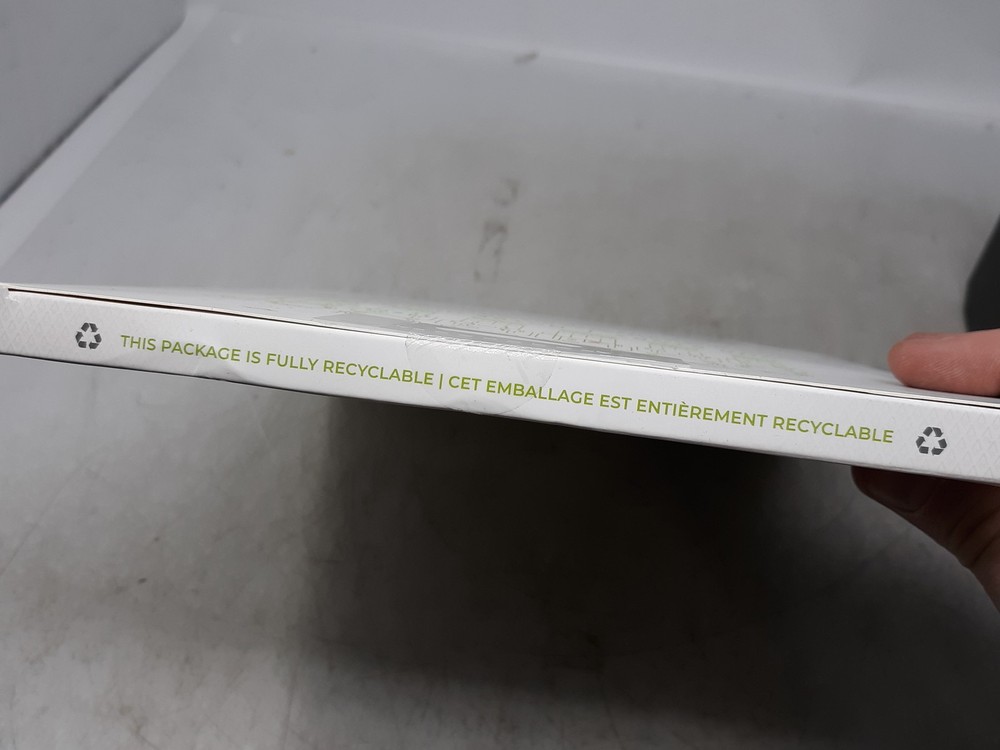 THIS PACKAGE IS FULLY RECYCLABLE | CET EMBALLAGE EST ENTIÈREMENT RECYCLABLE